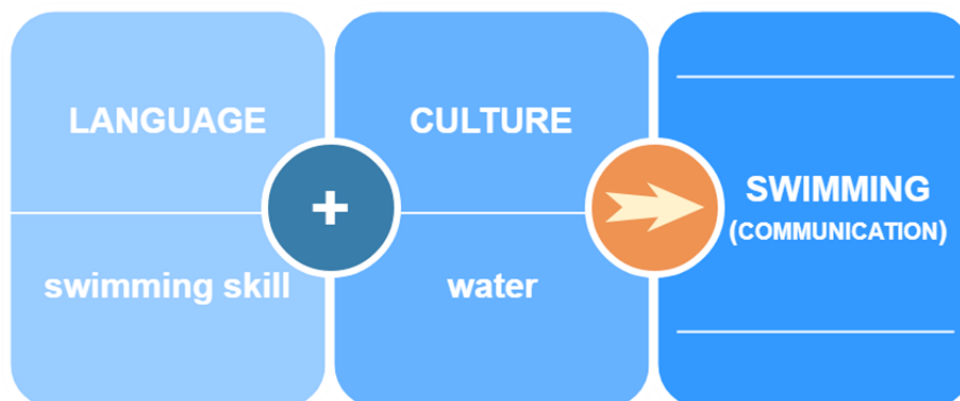 LANGUAGE
swimming skill
+
CULTURE
water
SWIMMING
(COMMUNICATION)